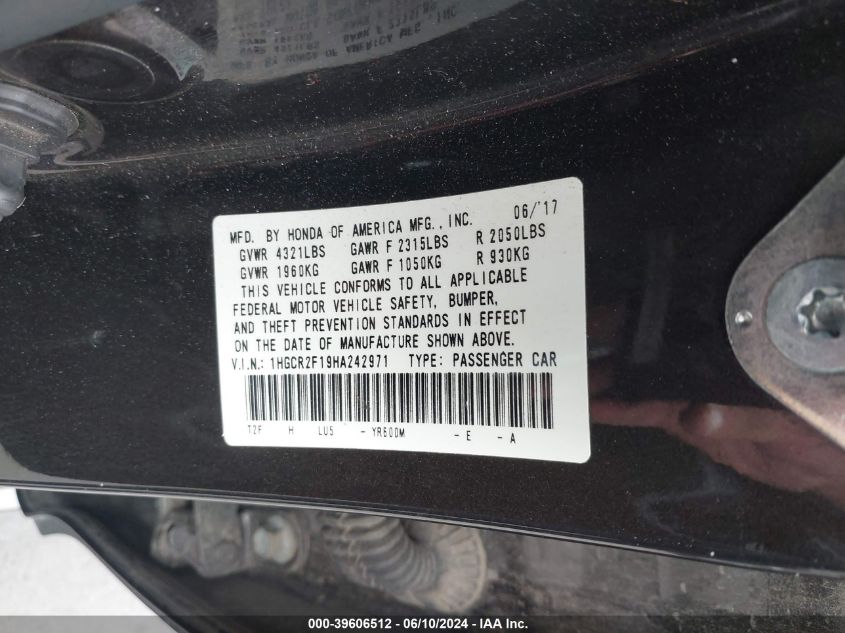 MFD. BY HONDA OF AMERICA MFG., INC. 06/'17
GVWR 4321LBS GAWR F 2315LBS R 2050LBS
GVWR 1960KG GAWR F 1050KG R 930KG
THIS VEHICLE CONFORMS TO ALL APPLICABLE
FEDERAL MOTOR VEHICLE SAFETY, BUMPER,
AND THEFT PREVENTION STANDARDS IN EFFECT
ON THE DATE OF MANUFACTURE SHOWN ABOVE.
V.I.N.: 1HGCR2F19HA242971 TYPE: PASSENGER CAR
T2F H LU5 - YR600M - E - A
000-39606512 - 06/10/2024 - IAA Inc.